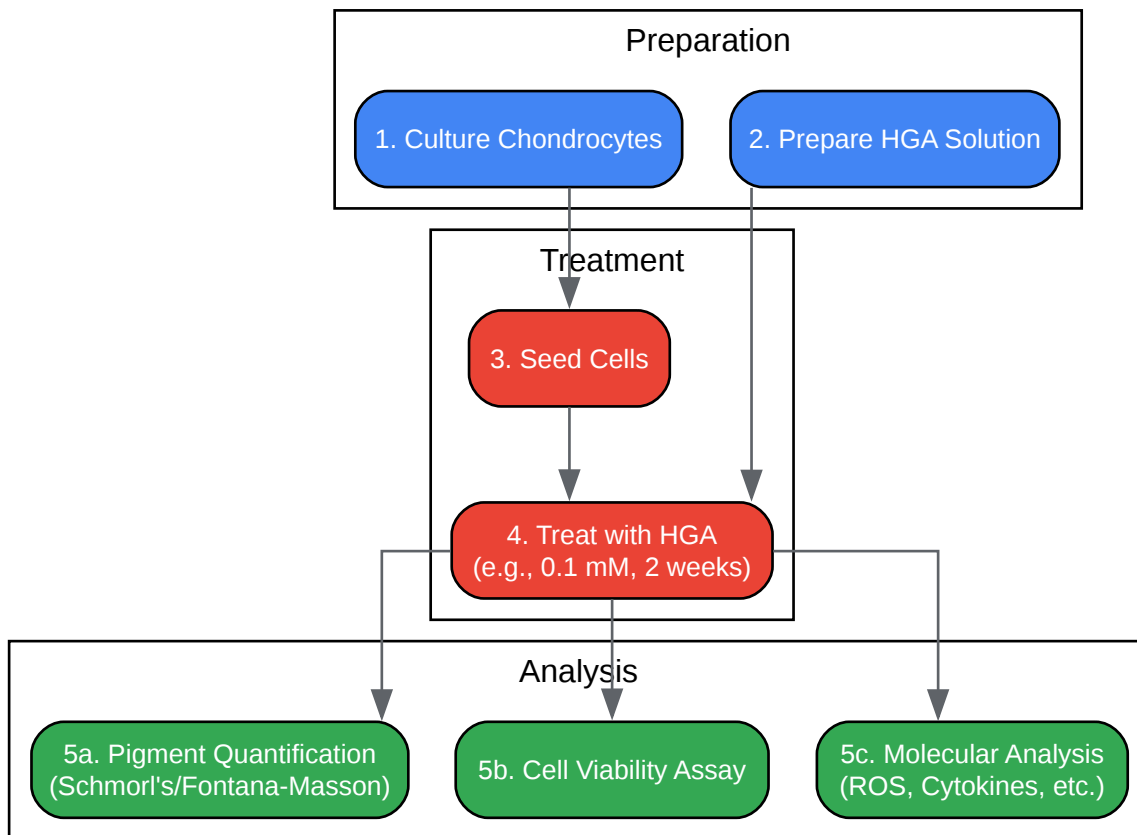 Preparation
1. Culture Chondrocytes
2. Prepare HGA Solution
Treatment
3. Seed Cells
4. Treat with HGA
(e.g., 0.1 mM, 2 weeks)
Analysis
5a. Pigment Quantification
(Schmorl's/Fontana-Masson)
5b. Cell Viability Assay
5c. Molecular Analysis
(ROS, Cytokines, etc.)